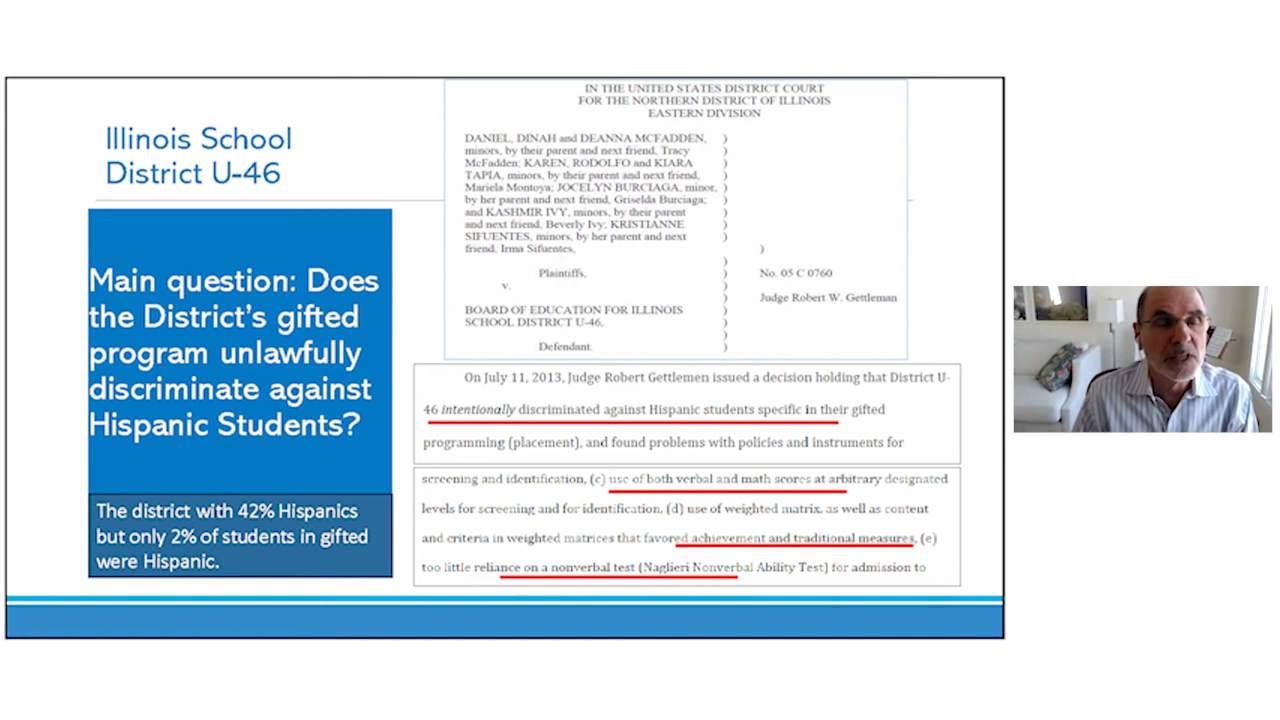 Illinois School
District U-46
Main question: Does
the District's gifted
program unlawfully
discriminate against
Hispanic Students?
The district with 42% Hispanics
but only 2% of students in gifted
were Hispanic.
IN THE UNITED STATES DISTRICT COURT
FOR THE NORTHERN DISTRICT OF ILLINOIS
EASTERN DIVISION
DANIEL, DINAH and DEANNA MCFADDEN, )
minors, by their parent and next friend, Tracy )
McFadden; KAREN, RODOLFO and KIARA )
TAPIA, minors, by their parent and next friend, )
Mariela Montoya; JOCELYN BURCIAGA, minor, )
by her parent and next friend, Griselda Burciaga; )
and KASHMIR IVY, minors, by their parent )
and next friend, Beverly Ivy; KRISTIANNE )
SIFUENTES, minors, by her parent and next )
friend, Irma Sifuentes, )
)
Plaintiffs, ) No. 05 C 0760
v. )
) Judge Robert W. Gettleman
BOARD OF EDUCATION FOR ILLINOIS )
SCHOOL DISTRICT U-46, )
)
Defendant. )
On July 11, 2013, Judge Robert Gettlemen issued a decision holding that District U-
46 intentionally discriminated against Hispanic students specific in their gifted
programming (placement), and found problems with policies and instruments for
screening and identification, (c) use of both verbal and math scores at arbitrary designated
levels for screening and for identification, (d) use of weighted matrix, as well as content
and criteria in weighted matrices that favored achievement and traditional measures, (e)
too little reliance on a nonverbal test (Naglieri Nonverbal Ability Test) for admission to